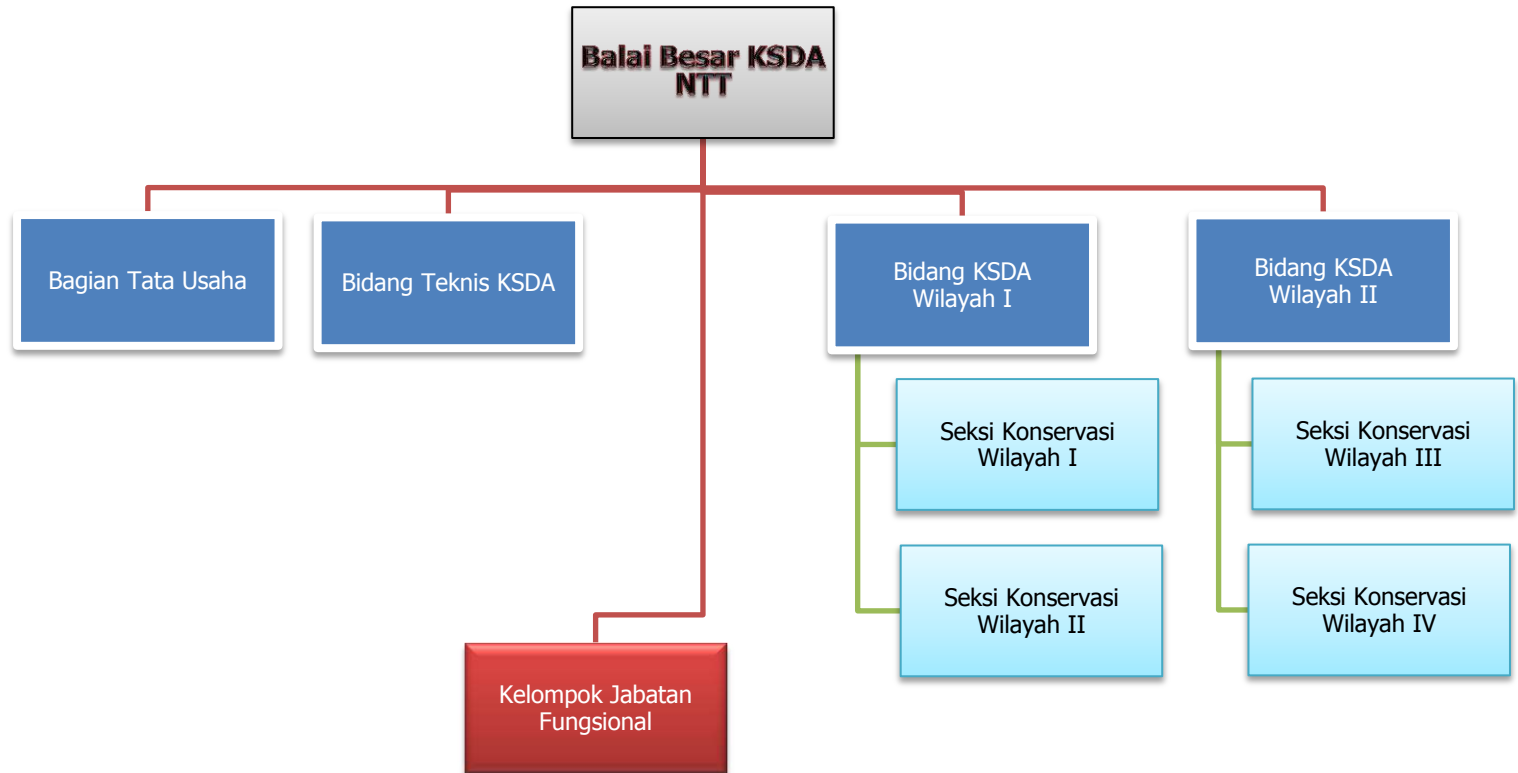 Balai Besar KSDA
NTT
Bagian Tata Usaha
Bidang Teknis KSDA
Bidang KSDA
Wilayah I
Bidang KSDA
Wilayah II
Seksi Konservasi
Wilayah I
Seksi Konservasi
Wilayah III
Seksi Konservasi
Wilayah II
Seksi Konservasi
Wilayah IV
Kelompok Jabatan
Fungsional